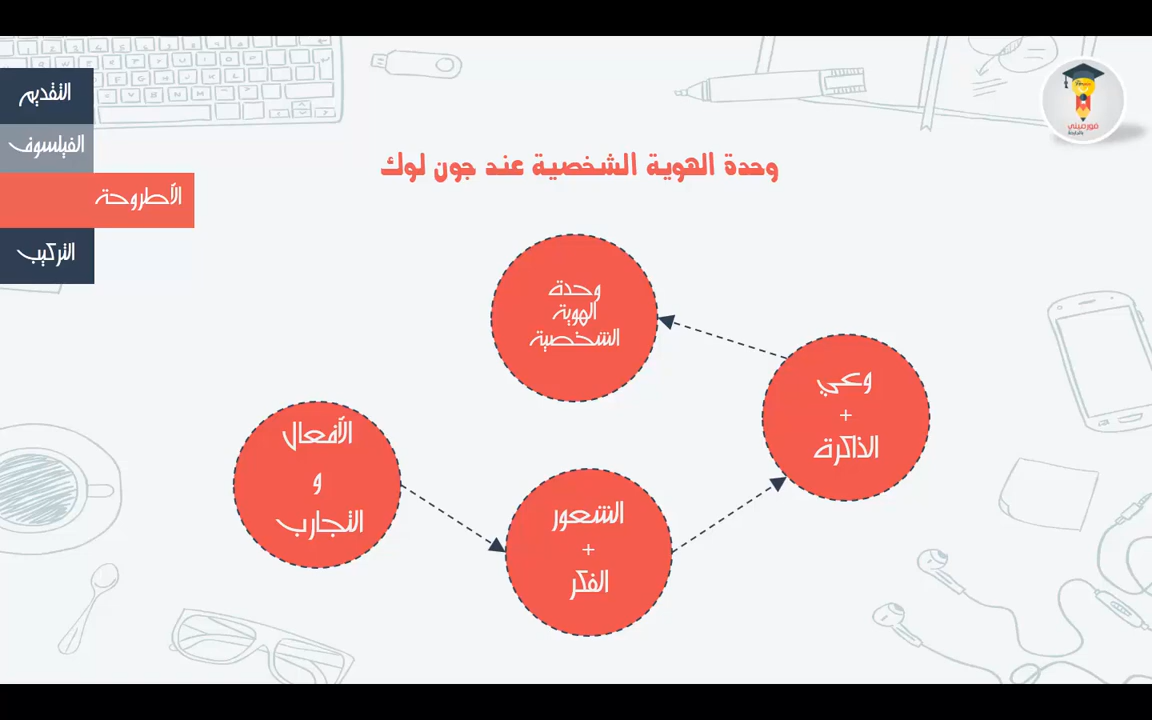 التقديم
الفيلسوف
الأطروحة
التركيب
وحدة الهوية الشخصية عند جون لوك
وحدة
الهوية
الشخصية
وعي
+
الذاكرة
الشعور
+
الفكر
الأفعال
و
التجارب